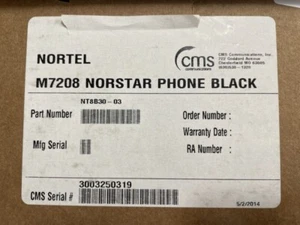 NORTEL
cms
CMS Communications, Inc.
M7208 NORSTAR PHONE BLACK
NT8B30-03
Part Number
Order Number :
Warranty Date :
Mfg Serial
RA Number :
3003250319
CMS Serial #
5/2/2014